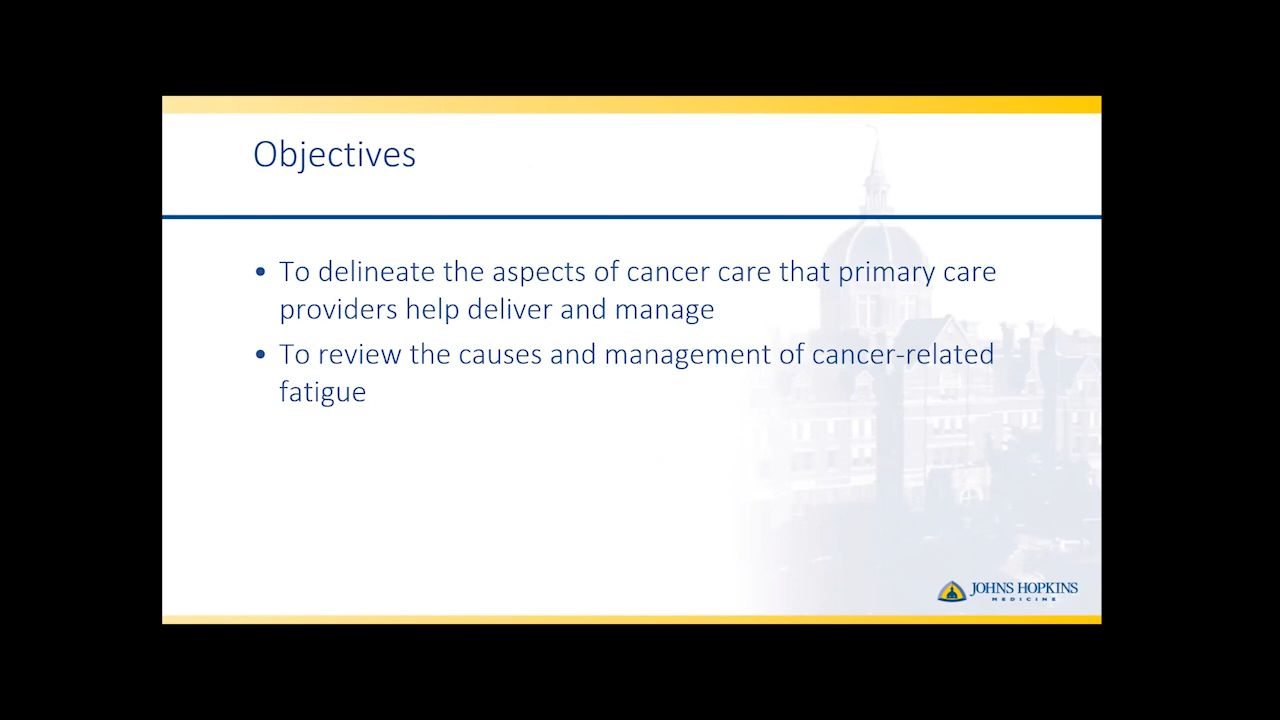 Objectives
• To delineate the aspects of cancer care that primary care
providers help deliver and manage
• To review the causes and management of cancer-related
fatigue
JOHNS HOPKINS
MEDICINE